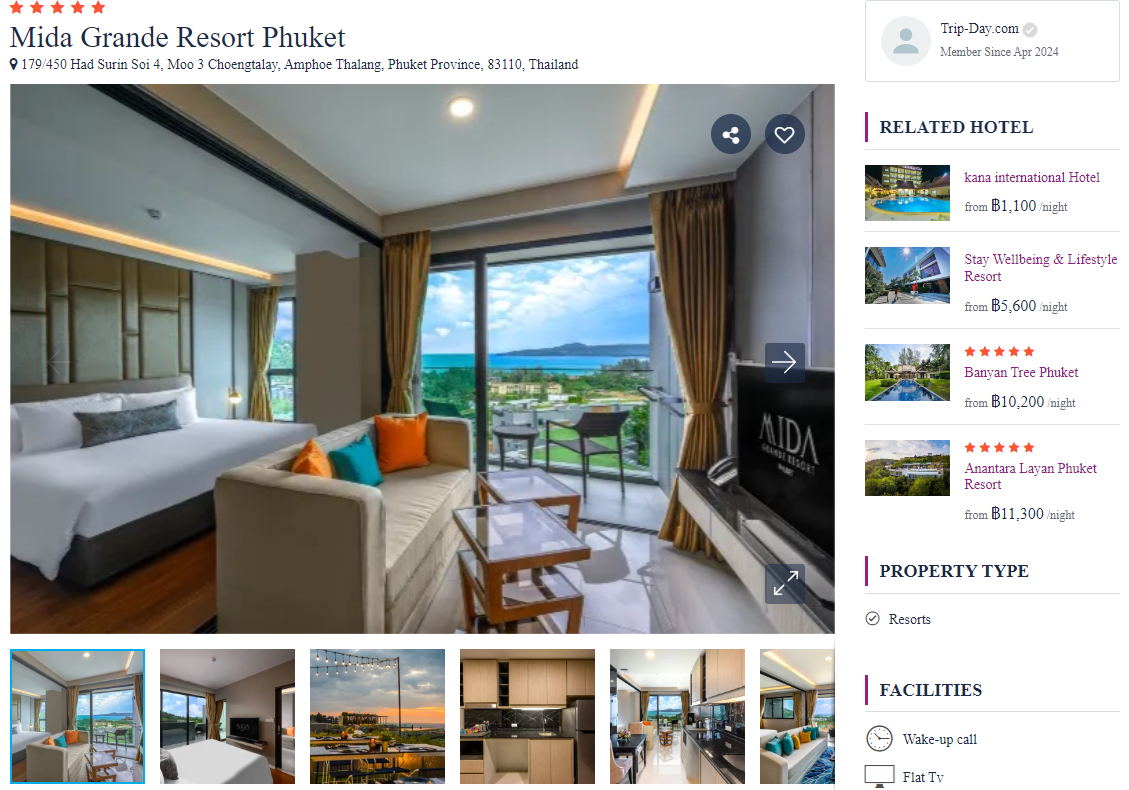 Mida Grande Resort Phuket
179/450 Had Surin Soi 4, Moo 3 Choengtalay, Amphoe Thalang, Phuket Province, 83110, Thailand
MIDA
GRANDE RESORT
PHUKET
Trip-Day.com
Member Since Apr 2024
RELATED HOTEL
kana international Hotel
from ฿1,100 /night
Stay Wellbeing & Lifestyle
Resort
from ฿5,600 /night
Banyan Tree Phuket
from ฿10,200 /night
Anantara Layan Phuket
Resort
from ฿11,300 /night
PROPERTY TYPE
Resorts
FACILITIES
Wake-up call
Flat Tv